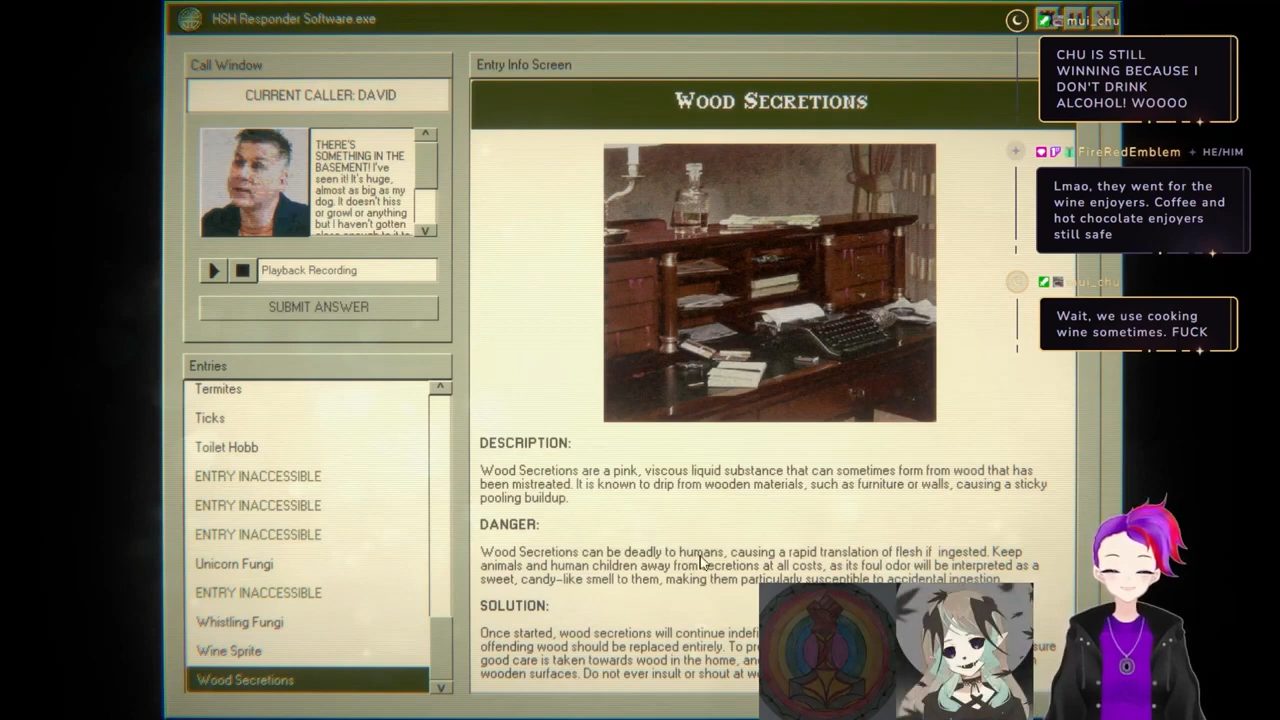 HSH Responder Software.exe
Call Window
CURRENT CALLER: DAVID
THERE'S
SOMETHING IN THE
BASEMENT! I've
seen it! It's huge,
almost as big as my
dog. It doesn't hiss
or growl or anything
but I haven't gotten
Playback Recording
SUBMIT ANSWER
Entries
Termites
Ticks
Toilet Hobb
ENTRY INACCESSIBLE
ENTRY INACCESSIBLE
ENTRY INACCESSIBLE
Unicorn Fungi
ENTRY INACCESSIBLE
Whistling Fungi
Wine Sprite
Wood Secretions
Entry Info Screen
WOOD SECRETIONS
DESCRIPTION:
Wood Secretions are a pink, viscous liquid substance that can sometimes form from wood that has
been mistreated. It is known to drip from wooden materials, such as furniture or walls, causing a sticky
pooling buildup.
DANGER:
Wood Secretions can be deadly to humans, causing a rapid translation of flesh if ingested. Keep
animals and human children away from secretions at all costs, as its foul odor will be interpreted as a
sweet, candy-like smell to them, making them particularly susceptible to accidental ingestion.
SOLUTION:
Once started, wood secretions will continue
offending wood should be replaced entirely. To
good care is taken towards wood in the home,
wooden surfaces. Do not ever insult or shout at
mui_chu
CHU IS STILL
WINNING BECAUSE I
DON'T DRINK
ALCOHOL! WOOOO
FireRedEmblem HE/HIM
Lmao, they went for the
wine enjoyers. Coffee and
hot chocolate enjoyers
still safe
mui_chu
Wait, we use cooking
wine sometimes. FUCK